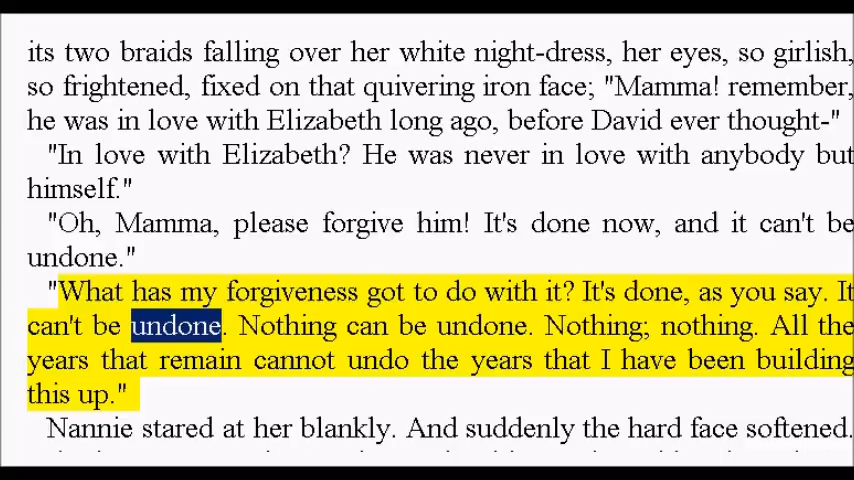 its two braids falling over her white night-dress, her eyes, so girlish,
so frightened, fixed on that quivering iron face; "Mamma! remember,
he was in love with Elizabeth long ago, before David ever thought-"
"In love with Elizabeth? He was never in love with anybody but
himself."
"Oh, Mamma, please forgive him! It's done now, and it can't be
undone."
"What has my forgiveness got to do with it? It's done, as you say. It
can't be undone. Nothing can be undone. Nothing; nothing. All the
years that remain cannot undo the years that I have been building
this up."
Nannie stared at her blankly. And suddenly the hard face softened.